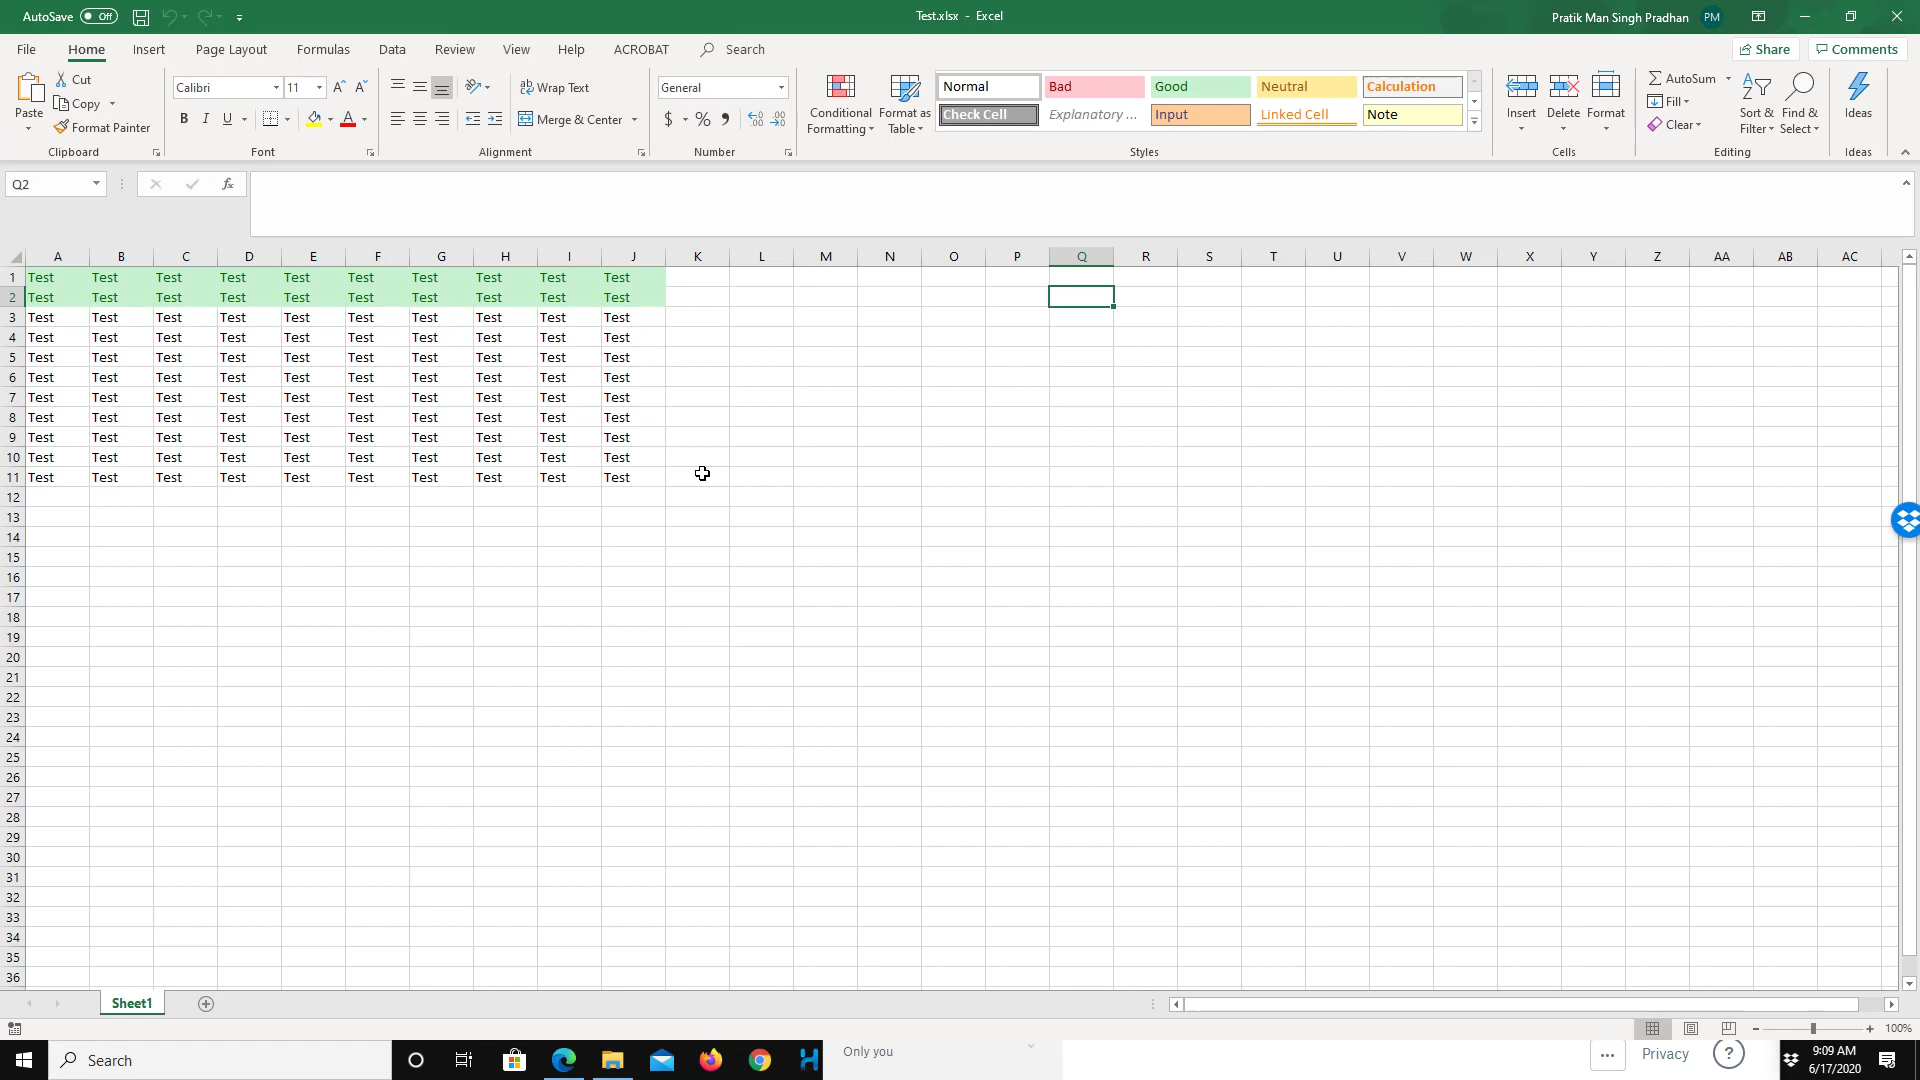 AutoSave Off Test.xlsx - Excel Pratik Man Singh Pradhan PM
File Home Insert Page Layout Formulas Data Review View Help ACROBAT Search Share Comments
Paste Cut Copy Format Painter
Clipboard
Calibri 11 A A
B I U A
Font
Wrap Text
Merge & Center
Alignment
General
$ % ,
Number
Conditional Formatting
Format as Table
Normal Bad Good Neutral Calculation
Check Cell Explanatory ... Input Linked Cell Note
Styles
Insert Delete Format
Cells
AutoSum
Fill
Clear
Sort & Filter
Find & Select
Editing
Ideas
Ideas
Q2 fx
A B C D E F G H I J K L M N O P Q R S T U V W X Y Z AA AB AC
1 Test Test Test Test Test Test Test Test Test Test
2 Test Test Test Test Test Test Test Test Test Test
3 Test Test Test Test Test Test Test Test Test Test
4 Test Test Test Test Test Test Test Test Test Test
5 Test Test Test Test Test Test Test Test Test Test
6 Test Test Test Test Test Test Test Test Test Test
7 Test Test Test Test Test Test Test Test Test Test
8 Test Test Test Test Test Test Test Test Test Test
9 Test Test Test Test Test Test Test Test Test Test
10 Test Test Test Test Test Test Test Test Test Test
11 Test Test Test Test Test Test Test Test Test Test
12
13
14
15
16
17
18
19
20
21
22
23
24
25
26
27
28
29
30
31
32
33
34
35
36
Sheet1
100%
Search Only you ... Privacy ? 9:09 AM
6/17/2020